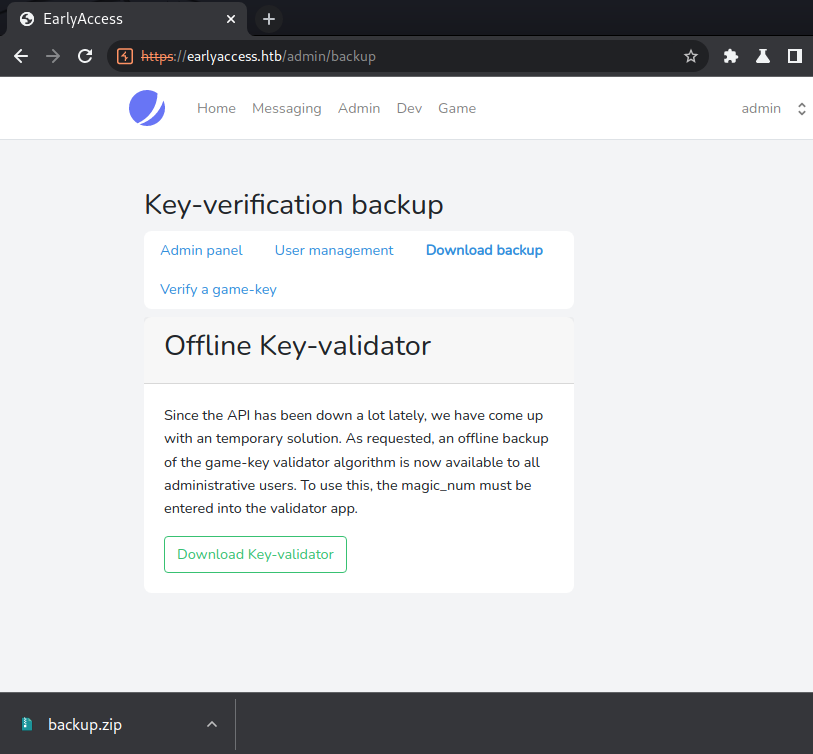 EarlyAccess
https://earlyaccess.htb/admin/backup
Home Messaging Admin Dev Game admin
Key-verification backup
Admin panel User management Download backup
Verify a game-key
Offline Key-validator
Since the API has been down a lot lately, we have come up
with an temporary solution. As requested, an offline backup
of the game-key validator algorithm is now available to all
administrative users. To use this, the magic_num must be
entered into the validator app.
Download Key-validator
backup.zip